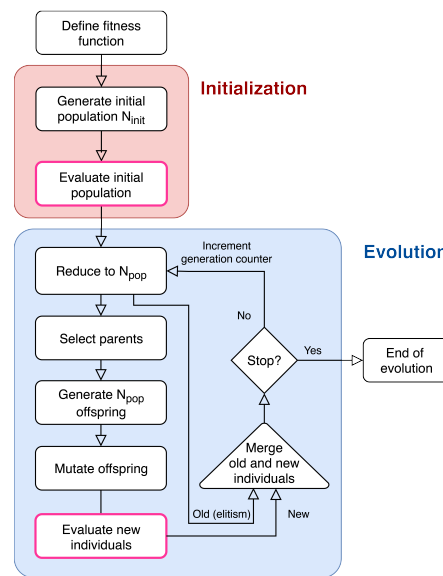 Define fitness
function
Initialization
Generate initial
population Ninit
Evaluate initial
population
Evolution
Increment
generation counter
Reduce to Npop
No
Select parents
Stop?
Yes
End of
evolution
Generate Npop
offspring
Merge
old and new
individuals
Mutate offspring
Old (elitism)
New
Evaluate new
individuals